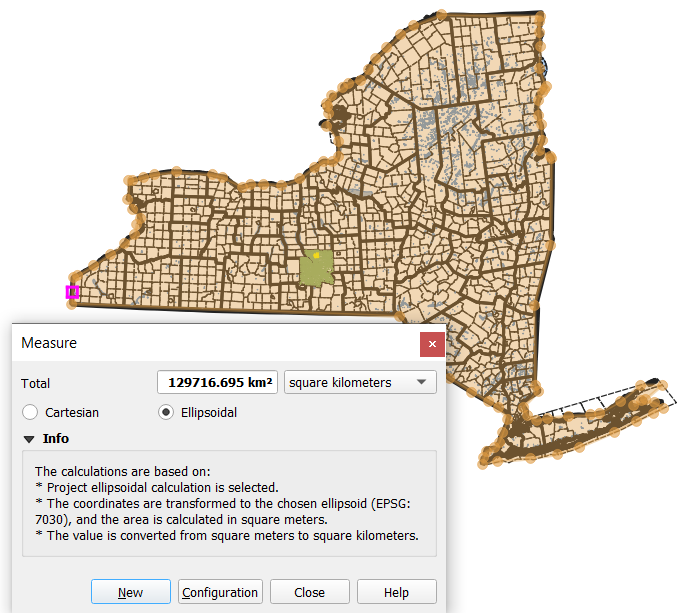 Measure
Total
129716.695 km²
square kilometers
Cartesian
Ellipsoidal
Info
The calculations are based on:
* Project ellipsoidal calculation is selected.
* The coordinates are transformed to the chosen ellipsoid (EPSG:
7030), and the area is calculated in square meters.
* The value is converted from square meters to square kilometers.
New
Configuration
Close
Help